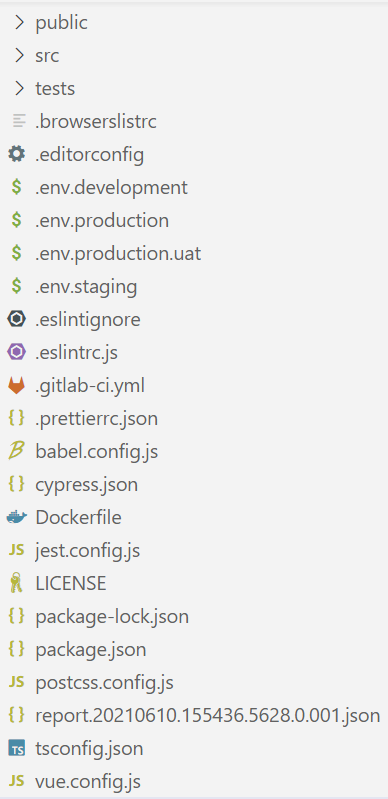 public
src
tests
.browserslistrc
.editorconfig
.env.development
.env.production
.env.production.uat
.env.staging
.eslintignore
.eslintrc.js
.gitlab-ci.yml
.prettierrc.json
babel.config.js
cypress.json
Dockerfile
jest.config.js
LICENSE
package-lock.json
package.json
postcss.config.js
report.20210610.155436.5628.0.001.json
tsconfig.json
vue.config.js